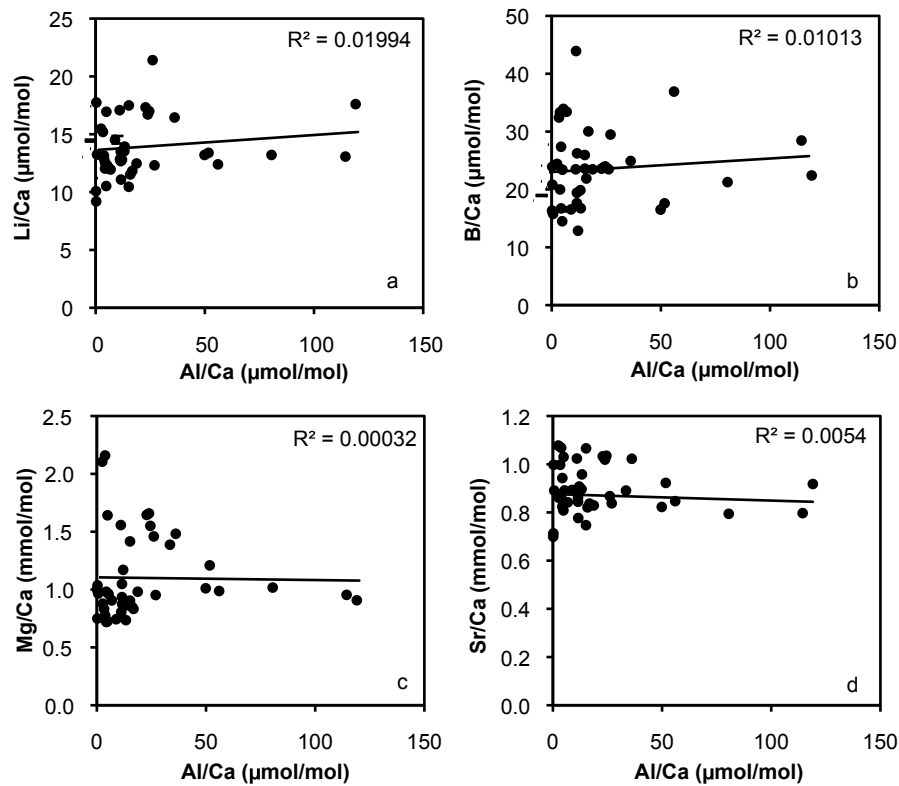 R² = 0.01994
25
20
15
10
5
0
Li/Ca (µmol/mol)
a
0 50 100 150
Al/Ca (µmol/mol)
R² = 0.01013
50
40
30
20
10
0
B/Ca (µmol/mol)
b
0 50 100 150
Al/Ca (µmol/mol)
R² = 0.00032
2.5
2.0
1.5
1.0
0.5
0.0
Mg/Ca (mmol/mol)
c
0 50 100 150
Al/Ca (µmol/mol)
R² = 0.0054
1.2
1.0
0.8
0.6
0.4
0.2
0.0
Sr/Ca (mmol/mol)
d
0 50 100 150
Al/Ca (µmol/mol)